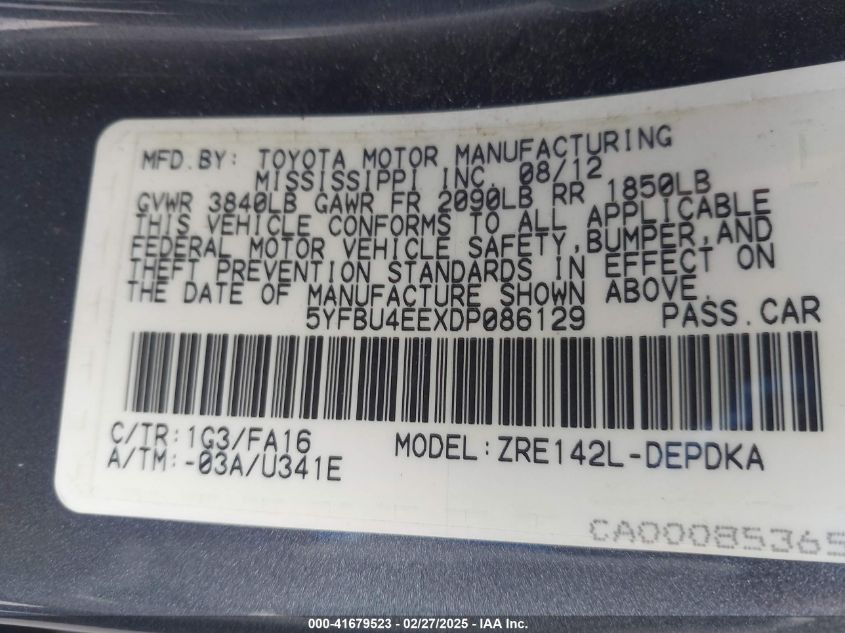 MFD.BY: TOYOTA MOTOR MANUFACTURING
MISSISSIPPI INC. 08/12
GVWR 3840LB GAWR FR 2090LB RR 1850LB
THIS VEHICLE CONFORMS TO ALL APPLICABLE
FEDERAL MOTOR VEHICLE SAFETY,BUMPER,AND
THEFT PREVENTION STANDARDS IN EFFECT ON
THE DATE OF MANUFACTURE SHOWN ABOVE.
5YFBU4EEXDP086129 PASS.CAR
C/TR:1G3/FA16 MODEL:ZRE142L-DEPDKA
A/TM:-03A/U341E
CA00085365
000-41679523 - 02/27/2025 - IAA Inc.